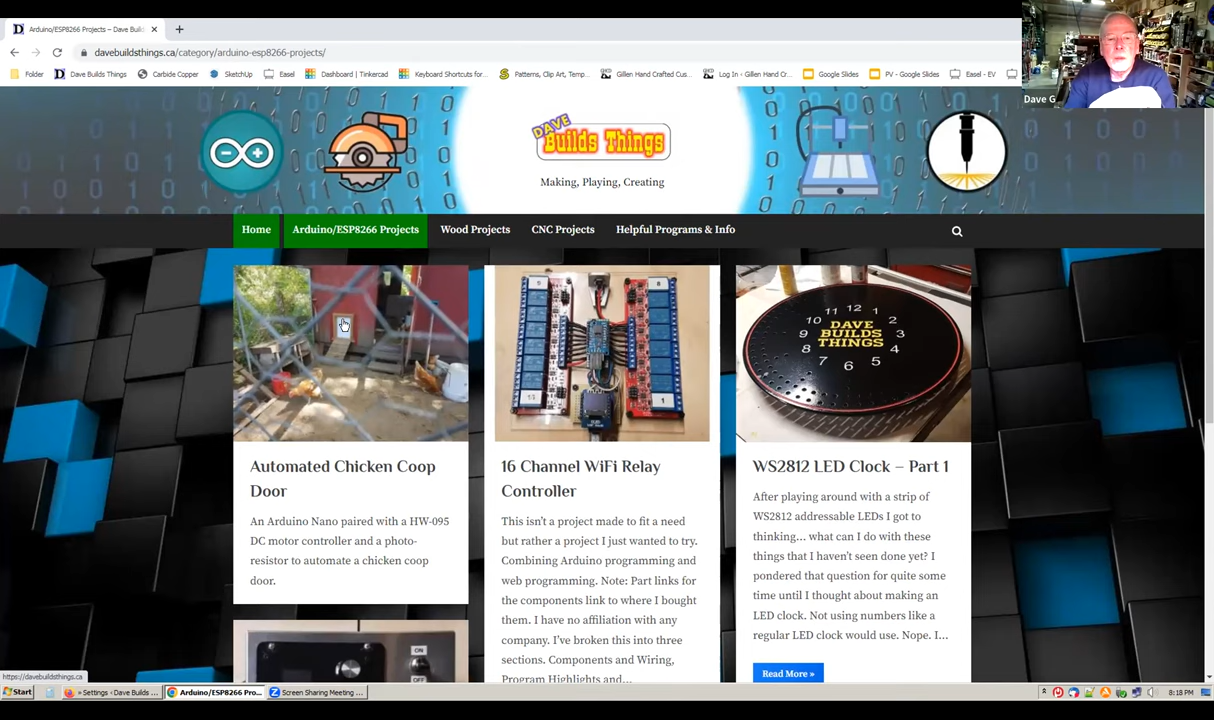 Arduino/ESP8266 Projects – Dave Buil
davebuildsthings.ca/category/arduino-esp8266-projects/
Folder Dave Builds Things Carbide Copper SketchUp Easel Dashboard | Tinkercad Keyboard Shortcuts for... Patterns, Clip Art, Temp... Gillen Hand Crafted Cus... Log In ‹ Gillen Hand Cr... Google Slides PV - Google Slides Easel - EV
Dave G
DAVE
Builds Things
Making, Playing, Creating
Home Arduino/ESP8266 Projects Wood Projects CNC Projects Helpful Programs & Info
9 8
1
12
11 1
10 2
9 3
8 4
7 5
6
DAVE
BUILDS
THINGS
Automated Chicken Coop
Door
An Arduino Nano paired with a HW-095
DC motor controller and a photo-
resistor to automate a chicken coop
door.
ON
OFF
16 Channel WiFi Relay
Controller
This isn't a project made to fit a need
but rather a project I just wanted to try.
Combining Arduino programming and
web programming. Note: Part links for
the components link to where I bought
them. I have no affiliation with any
company. I've broken this into three
sections. Components and Wiring,
Program Highlights and...
WS2812 LED Clock – Part 1
After playing around with a strip of
WS2812 addressable LEDs I got to
thinking... what can I do with these
things that I haven't seen done yet? I
pondered that question for quite some
time until I thought about making an
LED clock. Not using numbers like a
regular LED clock would use. Nope. I...
Read More »
https://davebuildsthings.ca
Start » Settings ‹ Dave Builds ... Arduino/ESP8266 Pro... Screen Sharing Meeting ... 8:18 PM